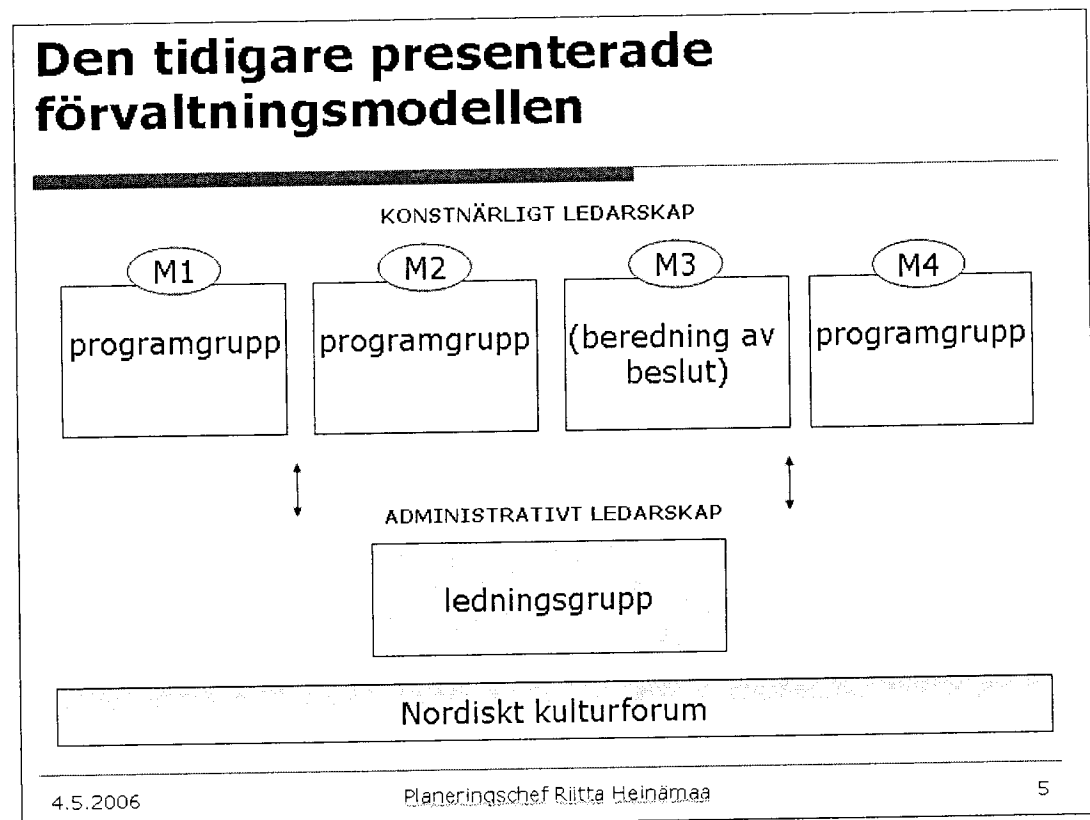 Den tidigare presenterade
förvaltningsmodellen
KONSTNÄRLIGT LEDARSKAP
M1
M2
M3
M4
programgrupp
programgrupp
(beredning av
beslut)
programgrupp
ADMINISTRATIVT LEDARSKAP
ledningsgrupp
Nordiskt kulturforum
4.5.2006
Planeringschef Riitta Heinämaa
5